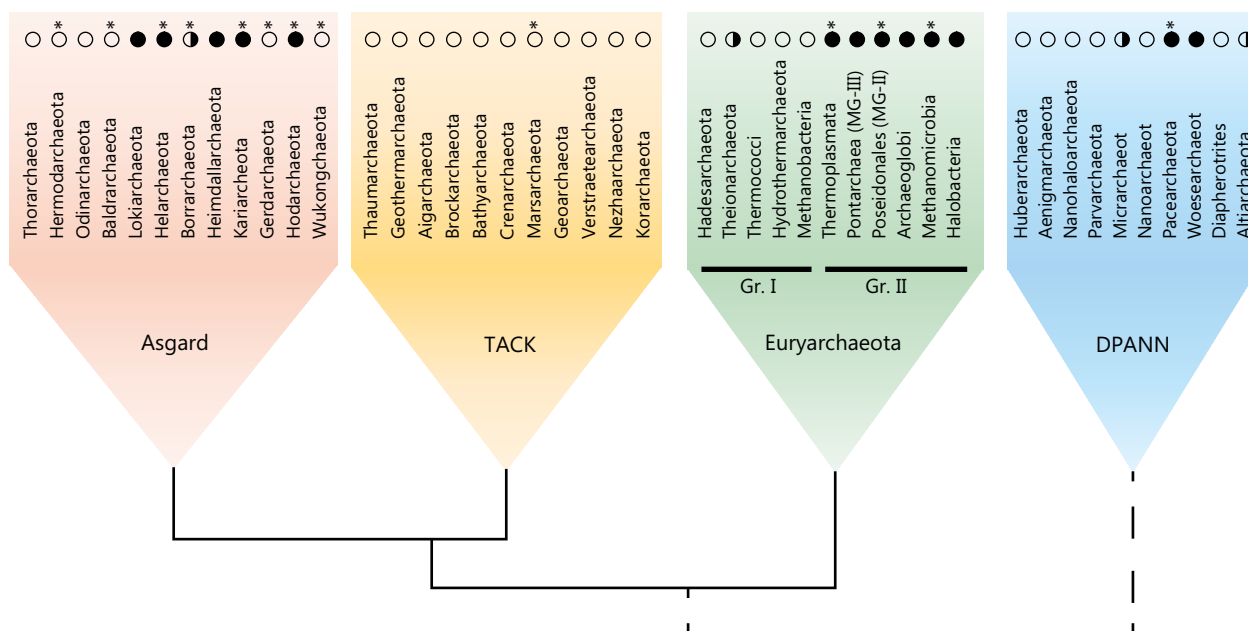 * * * * * * * *
Thorarchaeota
Hermodarchaeota
Odinarchaeota
Baldrarchaeota
Lokiarchaeota
Helarchaeota
Borrarchaeota
Heimdallarchaeota
Kariarcheota
Gerdarchaeota
Hodarchaeota
Wukongchaeota
Asgard
*
Thaumarchaeota
Geothermarchaeota
Aigarchaeota
Brockarchaeota
Bathyarchaeota
Crenarchaeota
Marsarchaeota
Geoarchaeota
Verstraetearchaeota
Nezhaarchaeota
Korarchaeota
TACK
* * *
Hadesarchaeota
Theionarchaeota
Thermococci
Hydrothermarchaeota
Methanobacteria
Thermoplasmata
Pontarchaea (MG-III)
Poseidonales (MG-II)
Archaeoglobi
Methanomicrobia
Halobacteria
Gr. I
Gr. II
Euryarchaeota
*
Huberarchaeota
Aenigmarchaeota
Nanohaloarchaeota
Parvarchaeota
Micrarchaeot
Nanoarchaeot
Pacearchaeota
Woesearchaeot
Diapherotrites
Altiarchaeota
DPANN